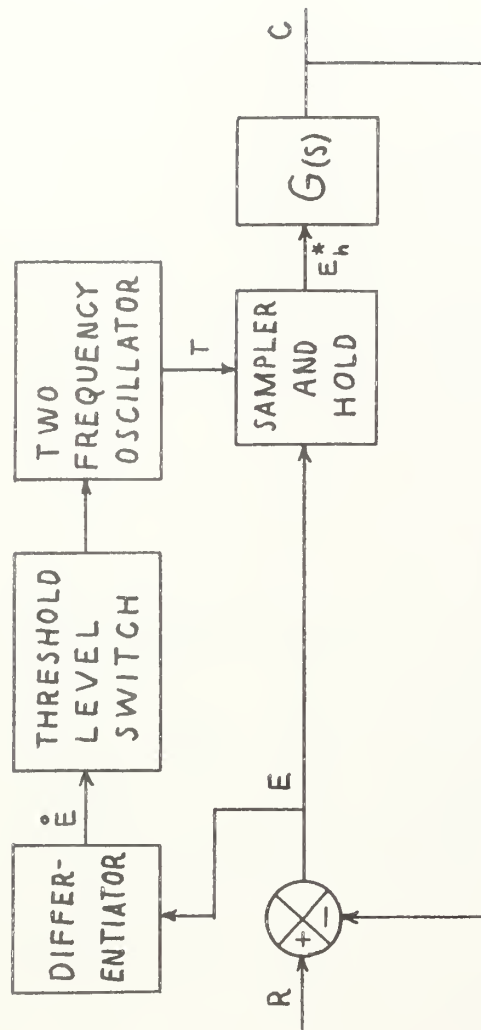 DIFFER-
ENTIATOR
E̊
THRESHOLD
LEVEL
SWITCH
TWO
FREQUENCY
OSCILLATOR
T
R
+
−
E
SAMPLER
AND
HOLD
E*h
G(s)
C